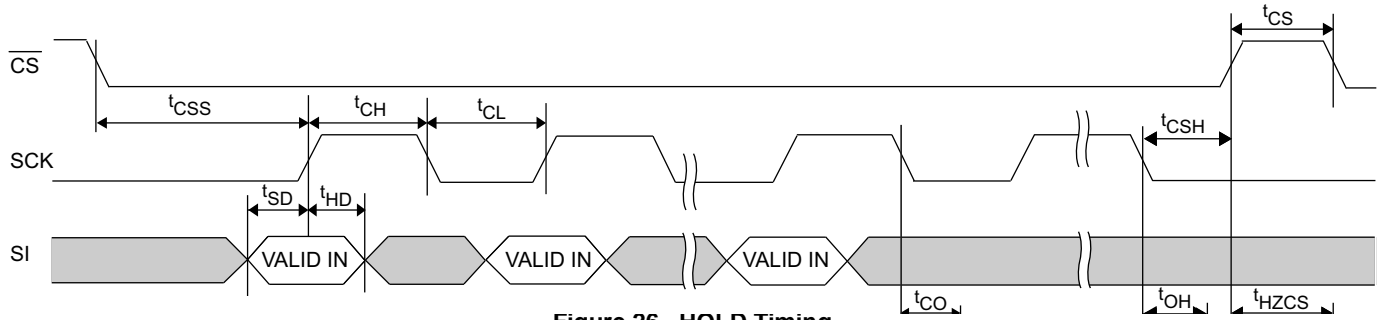 tCS
CS
tCSS
tCH
tCL
tCSH
SCK
tSD
tHD
SI
VALID IN
VALID IN
VALID IN
tCO
tOH
tHZCS
Figure 26. HOLD Timing